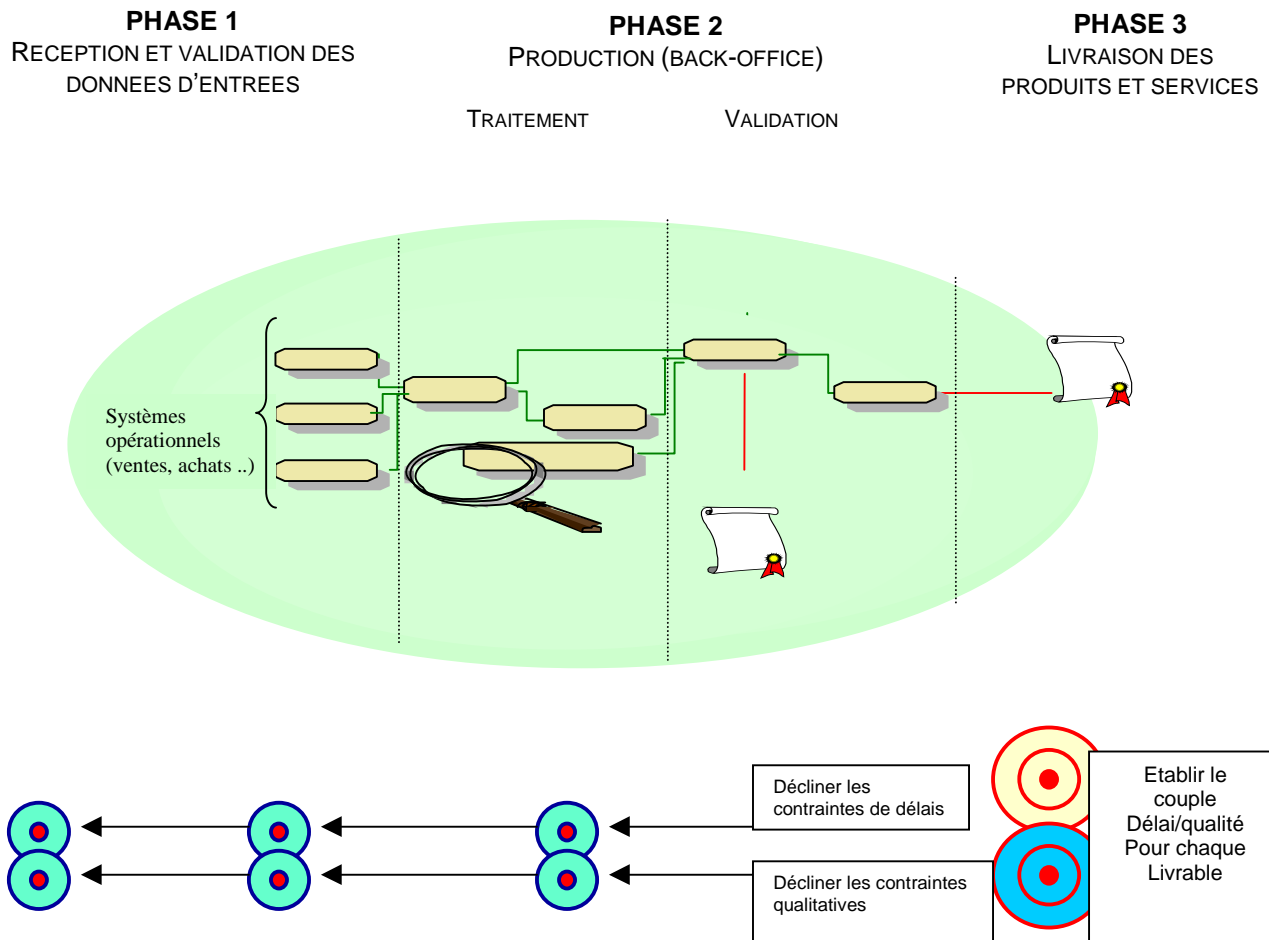 PHASE 1
RECEPTION ET VALIDATION DES
DONNEES D'ENTREES
PHASE 2
PRODUCTION (BACK-OFFICE)
PHASE 3
LIVRAISON DES
PRODUITS ET SERVICES
TRAITEMENT
VALIDATION
Systèmes
opérationnels
(ventes, achats ..)
Décliner les
contraintes de délais
Décliner les contraintes
qualitatives
Etablir le
couple
Délai/qualité
Pour chaque
Livrable